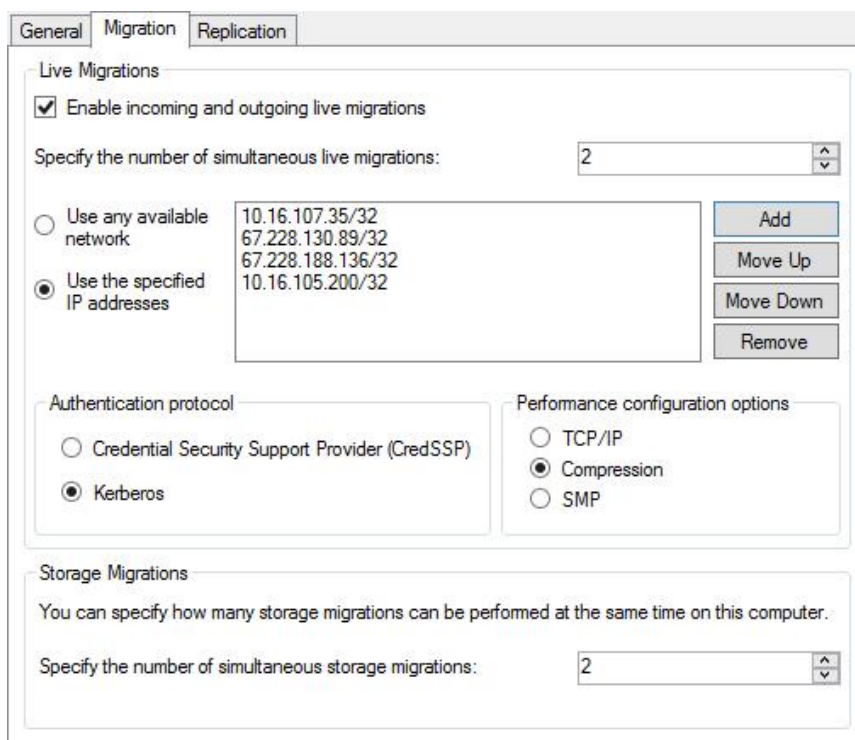 General Migration Replication
Live Migrations
Enable incoming and outgoing live migrations
Specify the number of simultaneous live migrations: 2
Use any available
network
Use the specified
IP addresses
10.16.107.35/32
67.228.130.89/32
67.228.188.136/32
10.16.105.200/32
Add
Move Up
Move Down
Remove
Authentication protocol
Credential Security Support Provider (CredSSP)
Kerberos
Performance configuration options
TCP/IP
Compression
SMP
Storage Migrations
You can specify how many storage migrations can be performed at the same time on this computer.
Specify the number of simultaneous storage migrations: 2